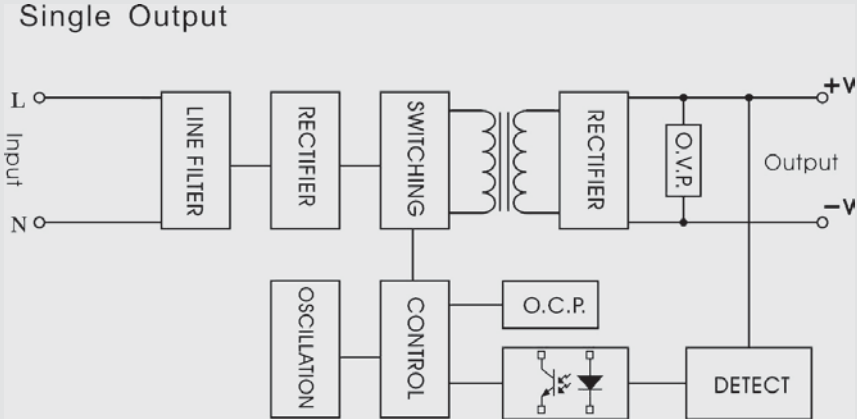 Single Output
L
Input
N
LINE FILTER
RECTIFIER
SWITCHING
RECTIFIER
O.V.P.
+V
Output
-V
OSCILLATION
CONTROL
O.C.P.
DETECT